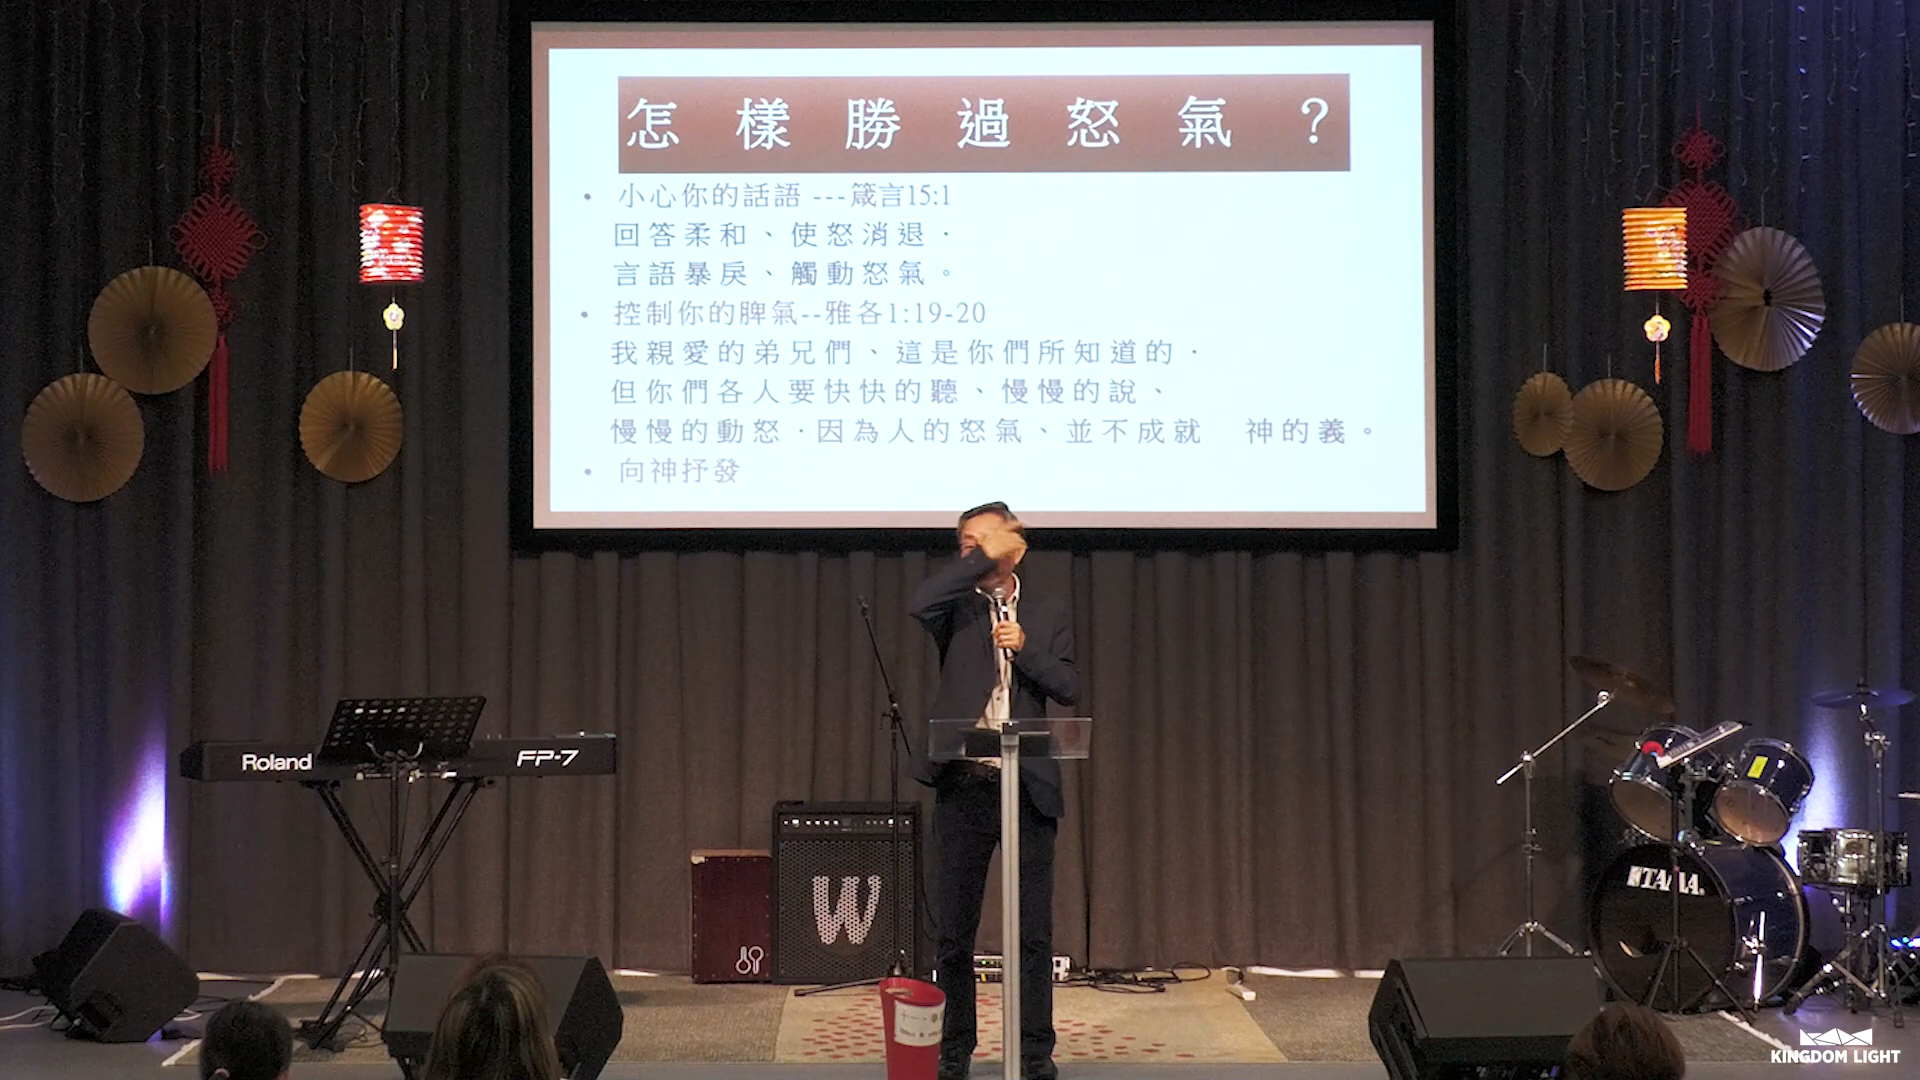 怎樣勝過怒氣？
• 小心你的話語 ---箴言15:1
回答柔和、使怒消退．
言語暴戾、觸動怒氣。
• 控制你的脾氣--雅各1:19-20
我親愛的弟兄們、這是你們所知道的．
但你們各人要快快的聽、慢慢的說、
慢慢的動怒．因為人的怒氣、並不成就　神的義。
• 向神抒發
Roland FP-7
W
TAMA
KINGDOM LIGHT